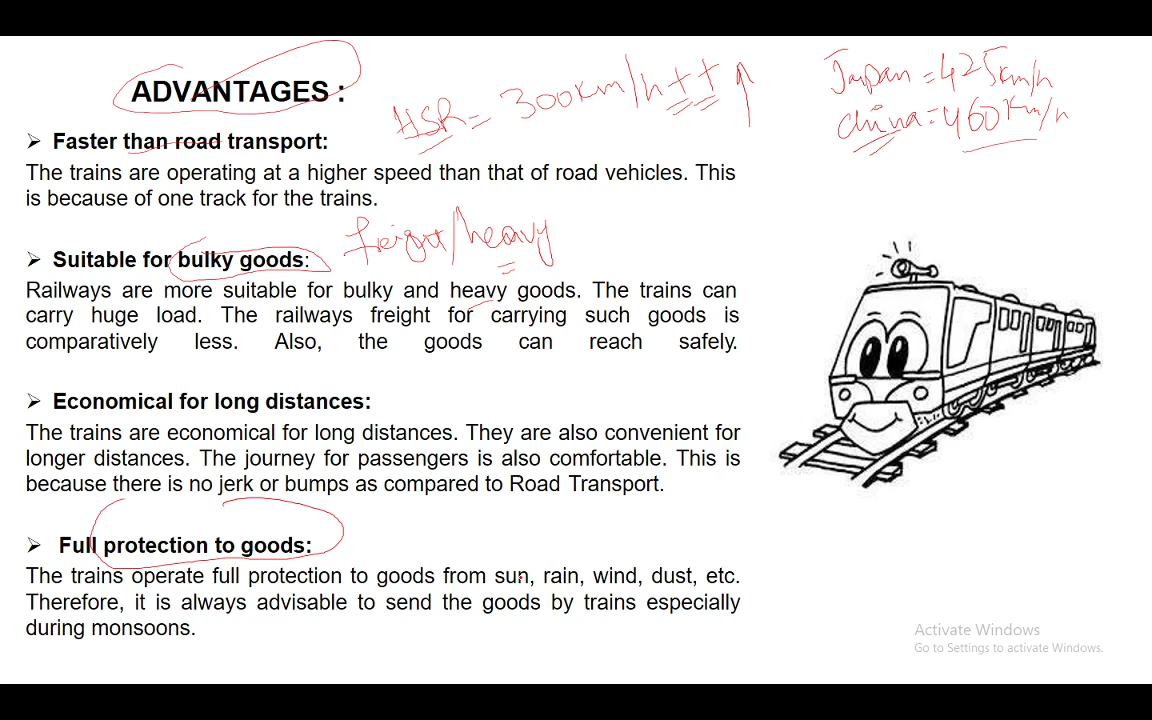 ADVANTAGES :
HSR = 300km/h ++
Japan = 425km/h
china = 460km/h
➢ Faster than road transport:
The trains are operating at a higher speed than that of road vehicles. This
is because of one track for the trains.
freight/heavy
➢ Suitable for bulky goods:
Railways are more suitable for bulky and heavy goods. The trains can
carry huge load. The railways freight for carrying such goods is
comparatively less. Also, the goods can reach safely.
➢ Economical for long distances:
The trains are economical for long distances. They are also convenient for
longer distances. The journey for passengers is also comfortable. This is
because there is no jerk or bumps as compared to Road Transport.
➢ Full protection to goods:
The trains operate full protection to goods from sun, rain, wind, dust, etc.
Therefore, it is always advisable to send the goods by trains especially
during monsoons.
Activate Windows
Go to Settings to activate Windows.